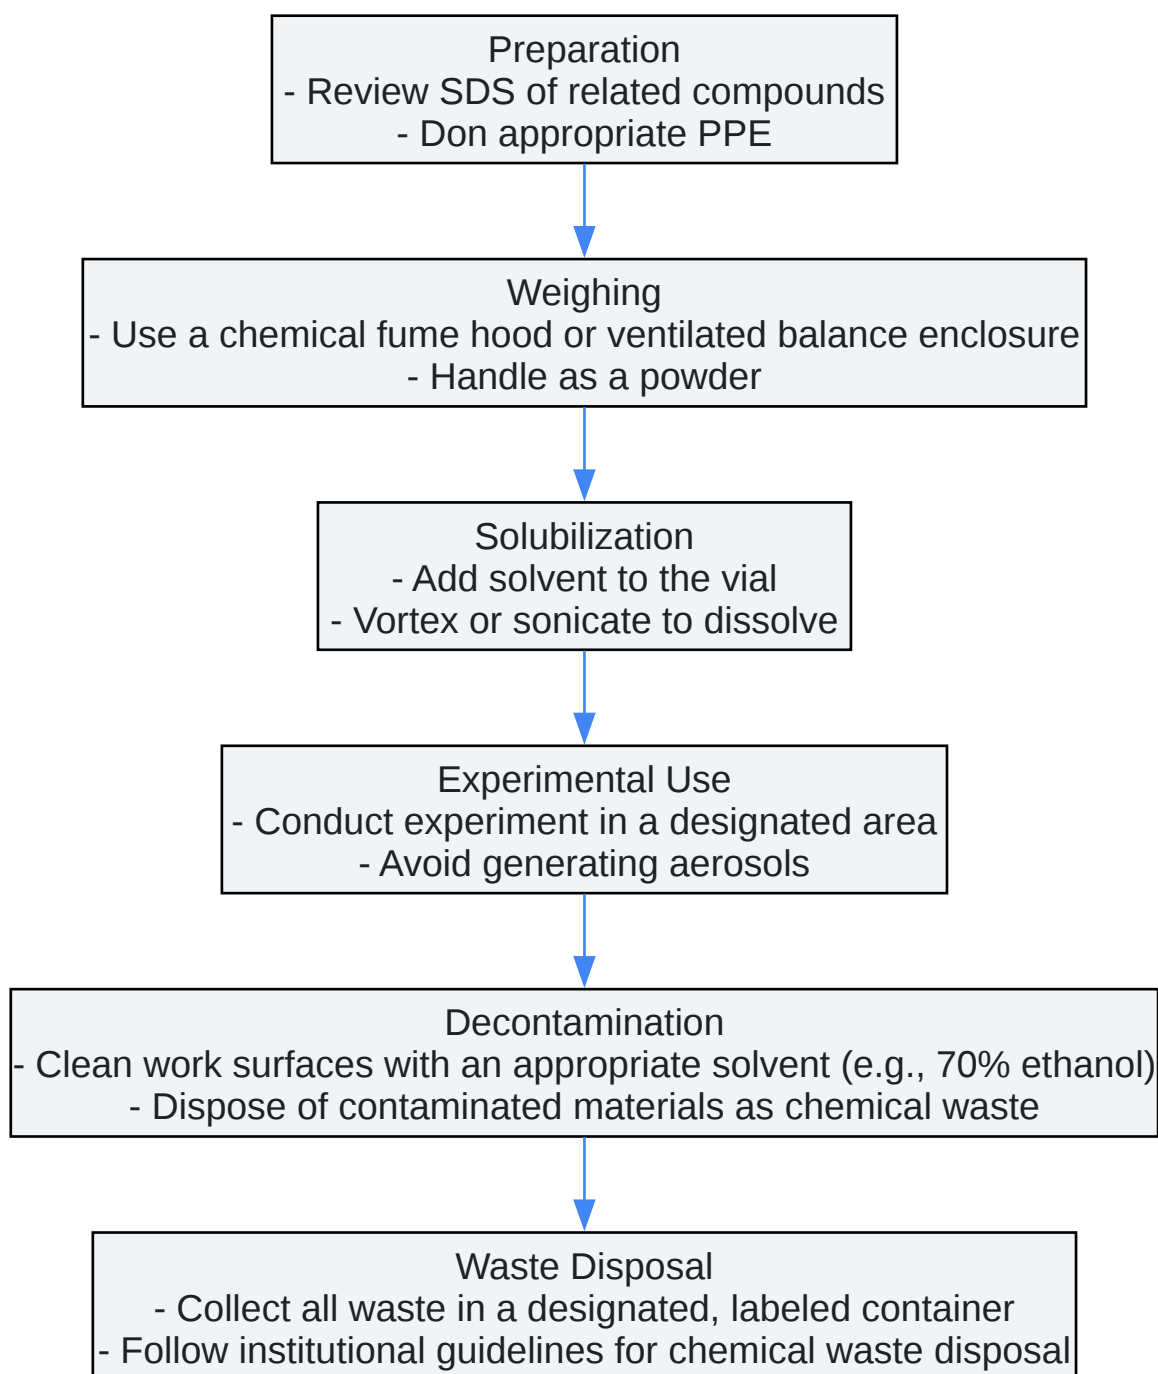 Preparation
- Review SDS of related compounds
- Don appropriate PPE
Weighing
- Use a chemical fume hood or ventilated balance enclosure
- Handle as a powder
Solubilization
- Add solvent to the vial
- Vortex or sonicate to dissolve
Experimental Use
- Conduct experiment in a designated area
- Avoid generating aerosols
Decontamination
- Clean work surfaces with an appropriate solvent (e.g., 70% ethanol)
- Dispose of contaminated materials as chemical waste
Waste Disposal
- Collect all waste in a designated, labeled container
- Follow institutional guidelines for chemical waste disposal